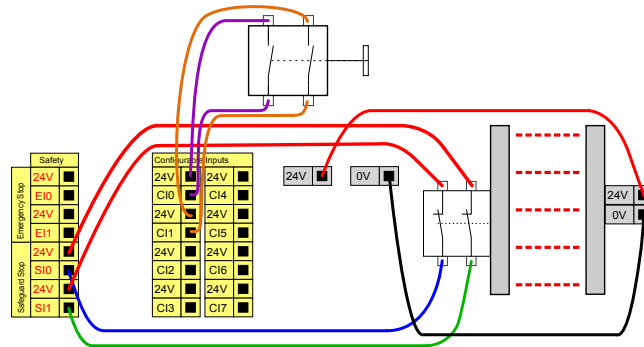 Safety
Emergency Stop
24V
EI0
24V
EI1
Safeguard Stop
24V
SI0
24V
SI1
Configurable Inputs
24V 24V
CI0 CI4
24V 24V
CI1 CI5
24V 24V
CI2 CI6
24V 24V
CI3 CI7
24V
0V
24V
0V